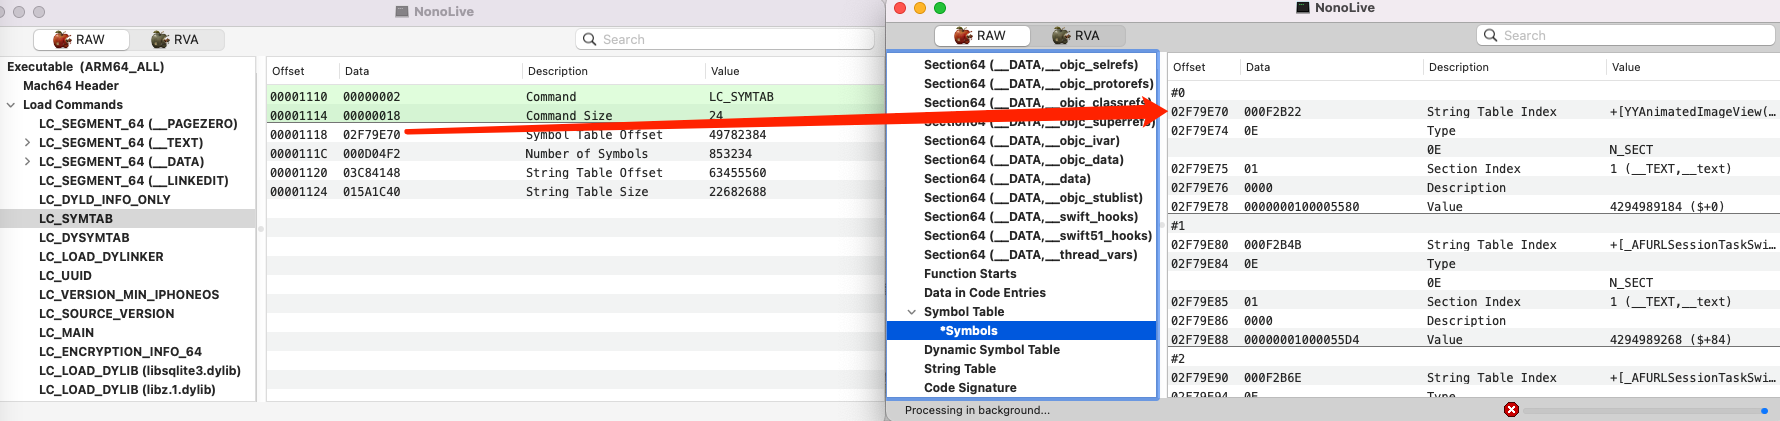 NonoLive
RAW
RVA
Search
Executable (ARM64_ALL)
Mach64 Header
Load Commands
LC_SEGMENT_64 (__PAGEZERO)
LC_SEGMENT_64 (__TEXT)
LC_SEGMENT_64 (__DATA)
LC_SEGMENT_64 (__LINKEDIT)
LC_DYLD_INFO_ONLY
LC_SYMTAB
LC_DYSYMTAB
LC_LOAD_DYLINKER
LC_UUID
LC_VERSION_MIN_IPHONEOS
LC_SOURCE_VERSION
LC_MAIN
LC_ENCRYPTION_INFO_64
LC_LOAD_DYLIB (libsqlite3.dylib)
LC_LOAD_DYLIB (libz.1.dylib)
Offset Data Description Value
00001110 00000002 Command LC_SYMTAB
00001114 00000018 Command Size 24
00001118 02F79E70 Symbol Table Offset 49782384
0000111C 000D04F2 Number of Symbols 853234
00001120 03C84148 String Table Offset 63455560
00001124 015A1C40 String Table Size 22682688
NonoLive
RAW
RVA
Search
Section64 (__DATA,__objc_selrefs)
Section64 (__DATA,__objc_protorefs)
Section64 (__DATA,__objc_classrefs)
Section64 (__DATA,__objc_superrefs)
Section64 (__DATA,__objc_ivar)
Section64 (__DATA,__objc_data)
Section64 (__DATA,__data)
Section64 (__DATA,__objc_stublist)
Section64 (__DATA,__swift_hooks)
Section64 (__DATA,__swift51_hooks)
Section64 (__DATA,__thread_vars)
Function Starts
Data in Code Entries
Symbol Table
*Symbols
Dynamic Symbol Table
String Table
Code Signature
Processing in background...
Offset Data Description Value
#0
02F79E70 000F2B22 String Table Index +[YYAnimatedImageView(...
02F79E74 0E Type
0E N_SECT
02F79E75 01 Section Index 1 (__TEXT,__text)
02F79E76 0000 Description
02F79E78 0000000100005580 Value 4294989184 ($+0)
#1
02F79E80 000F2B4B String Table Index +[_AFURLSessionTaskSwi...
02F79E84 0E Type
0E N_SECT
02F79E85 01 Section Index 1 (__TEXT,__text)
02F79E86 0000 Description
02F79E88 00000001000055D4 Value 4294989268 ($+84)
#2
02F79E90 000F2B6E String Table Index +[_AFURLSessionTaskSwi...
02F79E94 0E Type